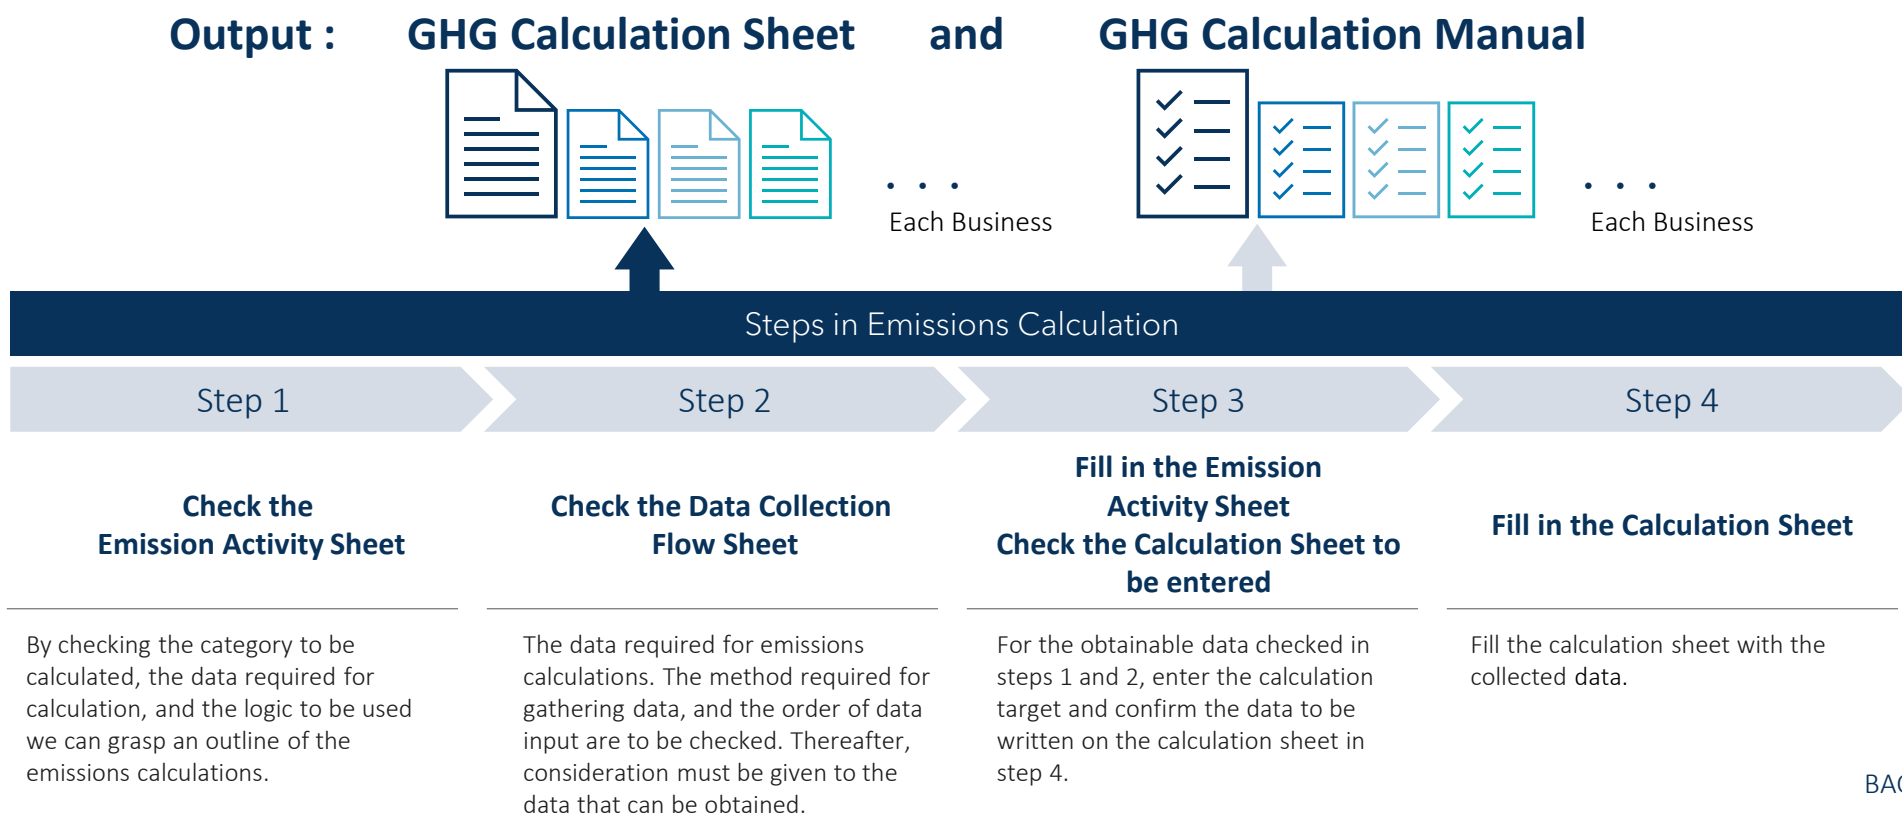 Output : GHG Calculation Sheet and GHG Calculation Manual
. . .
Each Business
. . .
Each Business
Steps in Emissions Calculation
Step 1
Step 2
Step 3
Step 4
Check the
Emission Activity Sheet
Check the Data Collection
Flow Sheet
Fill in the Emission
Activity Sheet
Check the Calculation Sheet to
be entered
Fill in the Calculation Sheet
By checking the category to be
calculated, the data required for
calculation, and the logic to be used
we can grasp an outline of the
emissions calculations.
The data required for emissions
calculations. The method required for
gathering data, and the order of data
input are to be checked. Thereafter,
consideration must be given to the
data that can be obtained.
For the obtainable data checked in
steps 1 and 2, enter the calculation
target and confirm the data to be
written on the calculation sheet in
step 4.
Fill the calculation sheet with the
collected data.